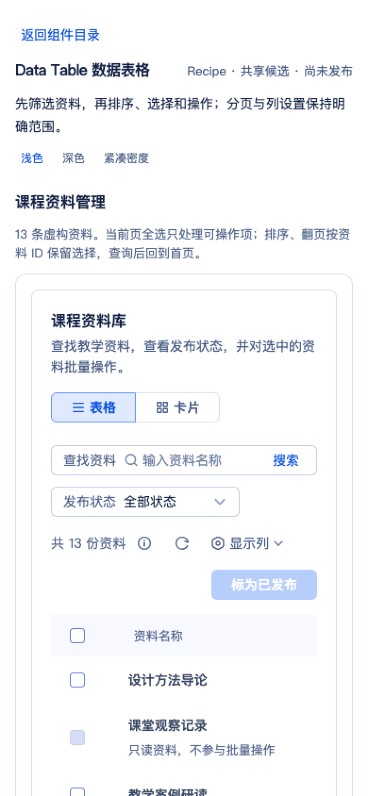 返回组件目录
Data Table 数据表格
Recipe · 共享候选 · 尚未发布
先筛选资料，再排序、选择和操作；分页与列设置保持明
确范围。
浅色 深色 紧凑密度
课程资料管理
13 条虚构资料。当前页全选只处理可操作项；排序、翻页按资
料 ID 保留选择，查询后回到首页。
课程资料库
查找教学资料，查看发布状态，并对选中的资
料批量操作。
表格 卡片
查找资料 输入资料名称 搜索
发布状态 全部状态
共 13 份资料 显示列
标为已发布
资料名称
设计方法导论
课堂观察记录
只读资料，不参与批量操作
教学案例研读